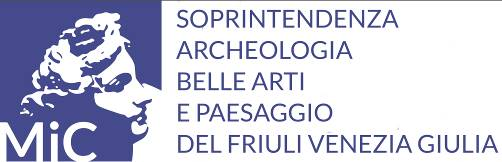 MiC
SOPRINTENDENZA
ARCHEOLOGIA
BELLE ARTI
E PAESAGGIO
DEL FRIULI VENEZIA GIULIA